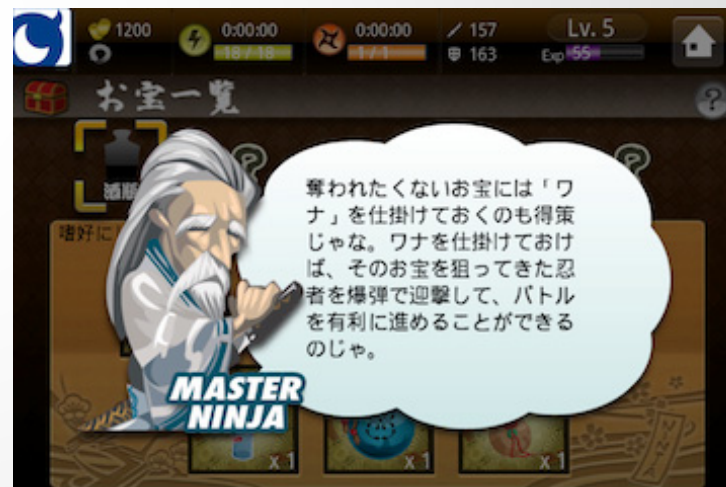 1200
0:00:00
18 / 18
0:00:00
1 / 1
157
163
Lv. 5
Exp 55
お宝一覧
?
嗜好に
奪われたくないお宝には「ワ
ナ」を仕掛けておくのも得策
じゃな。ワナを仕掛けておけ
ば、そのお宝を狙ってきた忍
者を爆弾で迎撃して、バトル
を有利に進めることができる
のじゃ。
MASTER
NINJA
x 1
x 1
x 1
NINJA